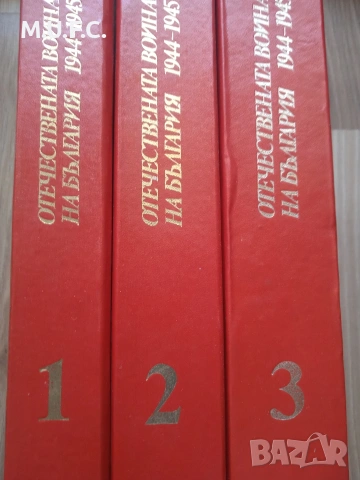 М.Г.С.
ОТЕЧЕСТВЕНАТА ВОЙНА
НА БЪЛГАРИЯ 1944–1945
1
ОТЕЧЕСТВЕНАТА ВОЙНА
НА БЪЛГАРИЯ 1944–1945
2
ОТЕЧЕСТВЕНАТА ВОЙНА
НА БЪЛГАРИЯ 1944–1945
3
BAZAR